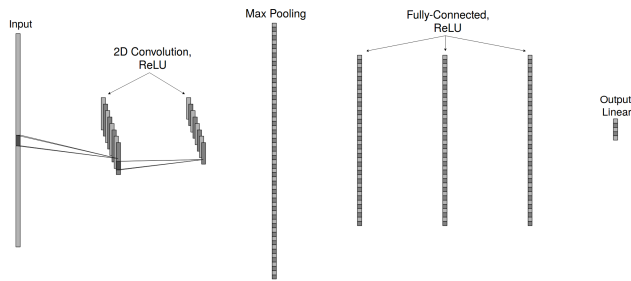 Input
2D Convolution,
ReLU
Max Pooling
Fully-Connected,
ReLU
Output
Linear